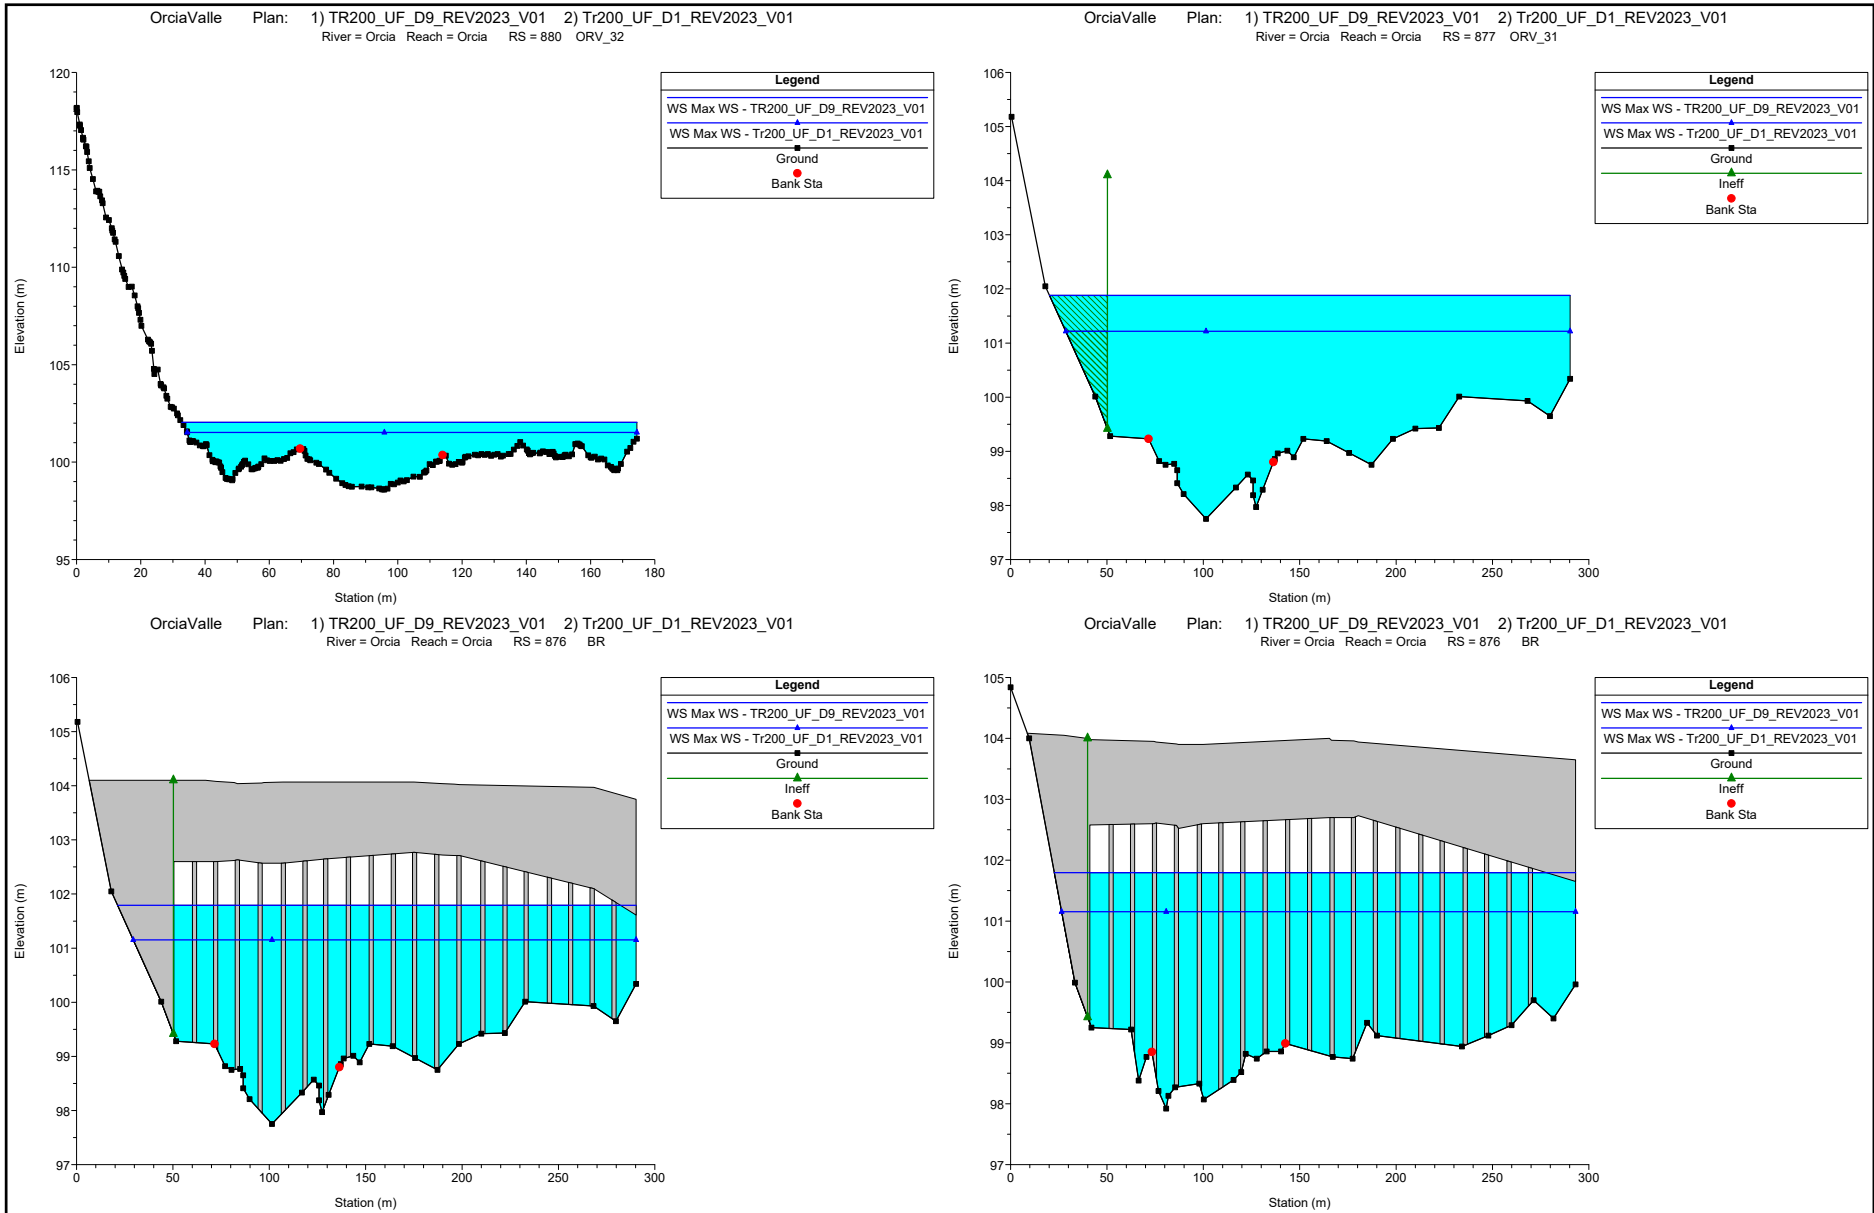 OrciaValle Plan: 1) TR200_UF_D9_REV2023_V01 2) Tr200_UF_D1_REV2023_V01
River = Orcia Reach = Orcia RS = 880 ORV_32
120
115
110
105
100
95
0 20 40 60 80 100 120 140 160 180
Elevation (m)
Station (m)
Legend
WS Max WS - TR200_UF_D9_REV2023_V01
WS Max WS - Tr200_UF_D1_REV2023_V01
Ground
Bank Sta
OrciaValle Plan: 1) TR200_UF_D9_REV2023_V01 2) Tr200_UF_D1_REV2023_V01
River = Orcia Reach = Orcia RS = 877 ORV_31
106
105
104
103
102
101
100
99
98
97
0 50 100 150 200 250 300
Elevation (m)
Station (m)
Legend
WS Max WS - TR200_UF_D9_REV2023_V01
WS Max WS - Tr200_UF_D1_REV2023_V01
Ground
Ineff
Bank Sta
OrciaValle Plan: 1) TR200_UF_D9_REV2023_V01 2) Tr200_UF_D1_REV2023_V01
River = Orcia Reach = Orcia RS = 876 BR
106
105
104
103
102
101
100
99
98
97
0 50 100 150 200 250 300
Elevation (m)
Station (m)
Legend
WS Max WS - TR200_UF_D9_REV2023_V01
WS Max WS - Tr200_UF_D1_REV2023_V01
Ground
Ineff
Bank Sta
OrciaValle Plan: 1) TR200_UF_D9_REV2023_V01 2) Tr200_UF_D1_REV2023_V01
River = Orcia Reach = Orcia RS = 876 BR
105
104
103
102
101
100
99
98
97
0 50 100 150 200 250 300
Elevation (m)
Station (m)
Legend
WS Max WS - TR200_UF_D9_REV2023_V01
WS Max WS - Tr200_UF_D1_REV2023_V01
Ground
Ineff
Bank Sta